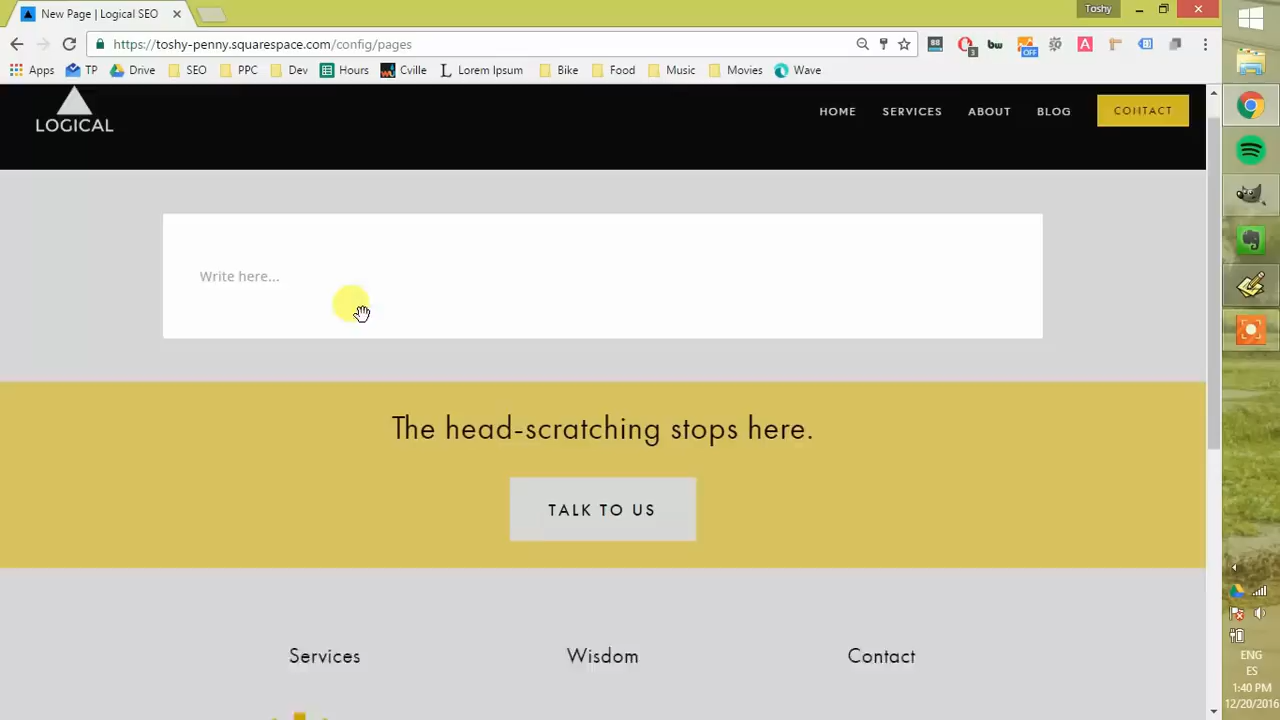 New Page | Logical SEO
Toshy
https://toshy-penny.squarespace.com/config/pages
Apps TP Drive SEO PPC Dev Hours Cville Lorem Ipsum Bike Food Music Movies Wave
LOGICAL
HOME SERVICES ABOUT BLOG CONTACT
Write here...
The head-scratching stops here.
TALK TO US
Services Wisdom Contact
ENG
ES
1:40 PM
12/20/2016